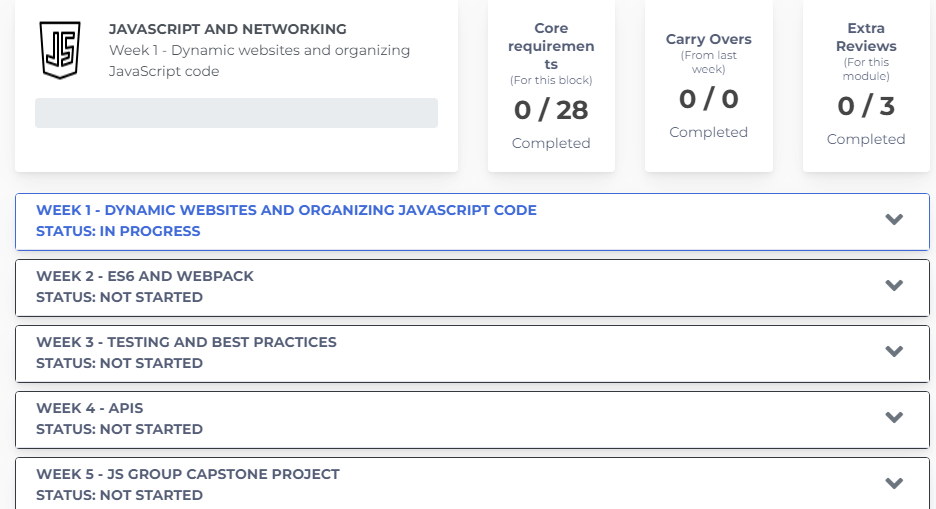 JS
JAVASCRIPT AND NETWORKING
Week 1 - Dynamic websites and organizing
JavaScript code
Core
requiremen
ts
(For this block)
0 / 28
Completed
Carry Overs
(From last
week)
0 / 0
Completed
Extra
Reviews
(For this
module)
0 / 3
Completed
WEEK 1 - DYNAMIC WEBSITES AND ORGANIZING JAVASCRIPT CODE
STATUS: IN PROGRESS
WEEK 2 - ES6 AND WEBPACK
STATUS: NOT STARTED
WEEK 3 - TESTING AND BEST PRACTICES
STATUS: NOT STARTED
WEEK 4 - APIS
STATUS: NOT STARTED
WEEK 5 - JS GROUP CAPSTONE PROJECT
STATUS: NOT STARTED